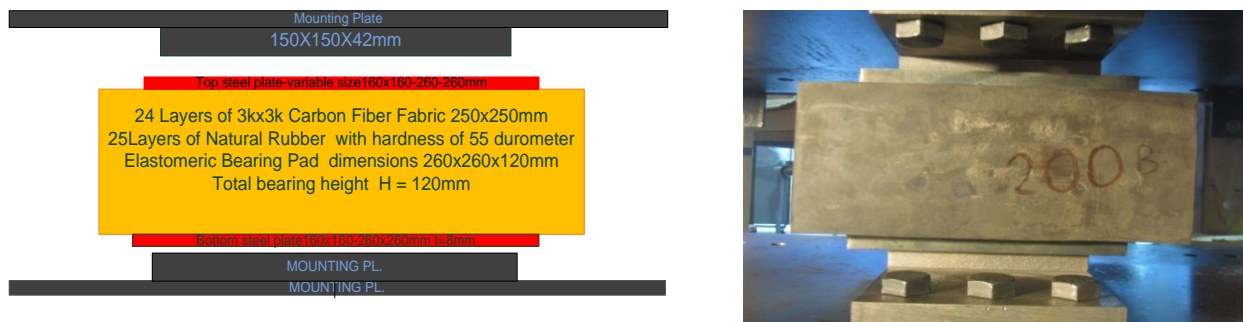 Mounting Plate
150X150X42mm
Top steel plate-variable size160x160-260-260mm
24 Layers of 3kx3k Carbon Fiber Fabric 250x250mm
25Layers of Natural Rubber with hardness of 55 durometer
Elastomeric Bearing Pad dimensions 260x260x120mm
Total bearing height H = 120mm
Bottom steel plate160x160-260x260mm t=8mm
MOUNTING PL.
MOUNTING PL.
200B